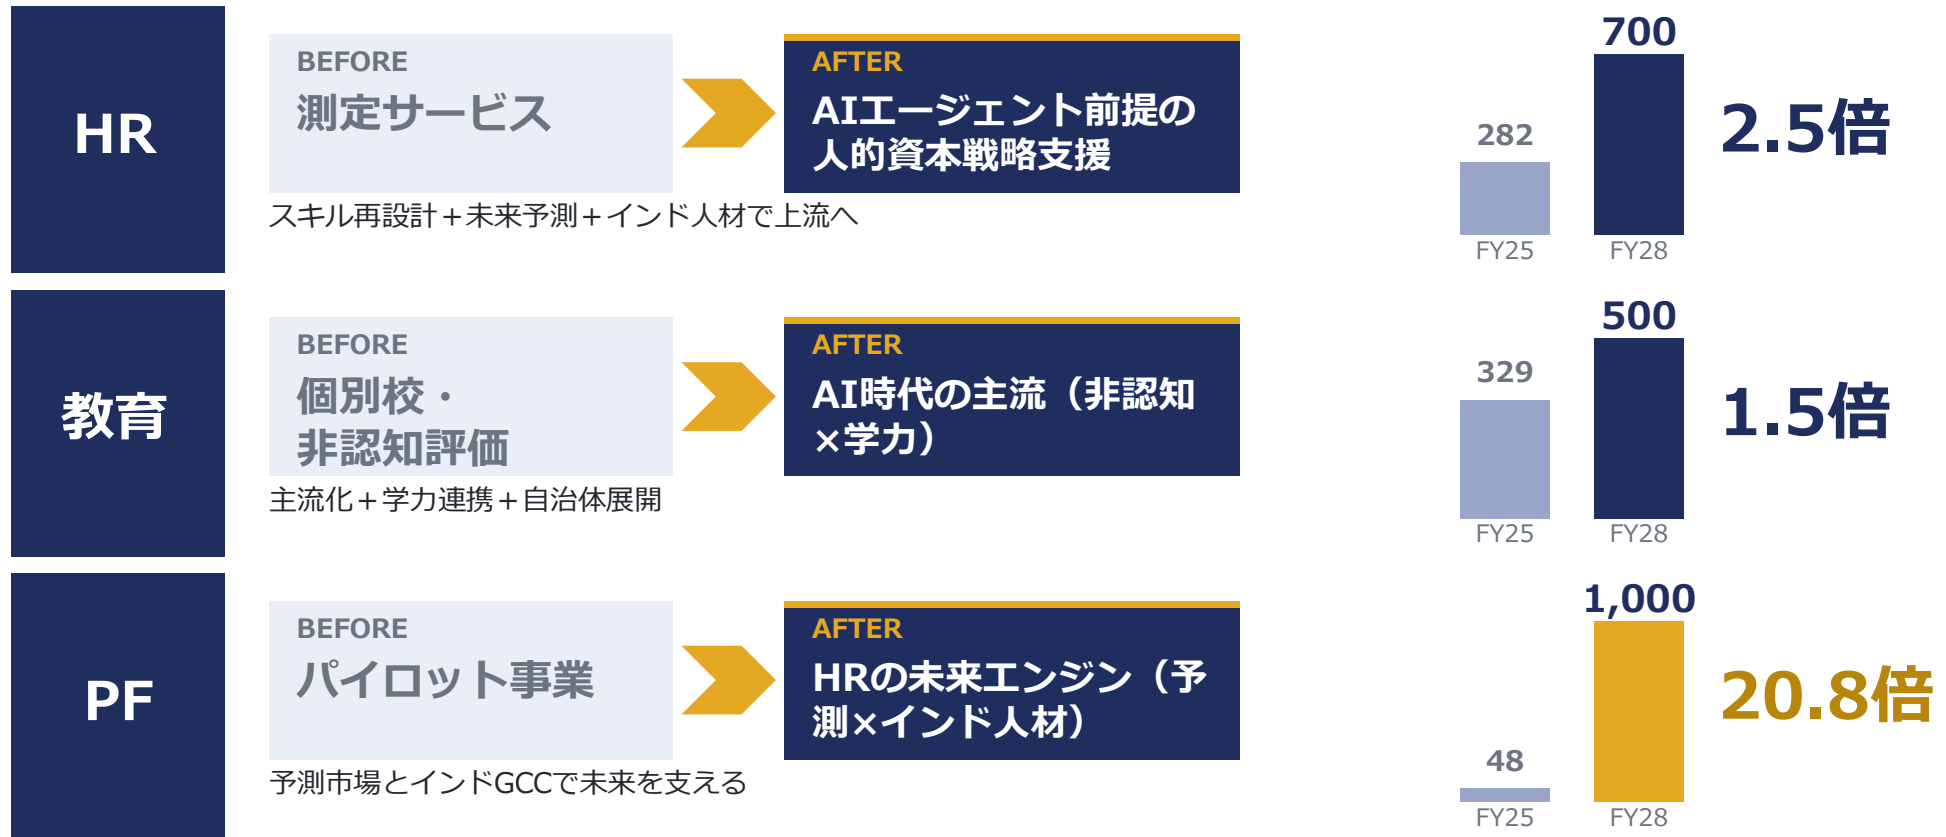 HR
BEFORE
測定サービス
AFTER
AIエージェント前提の
人的資本戦略支援
スキル再設計＋未来予測＋インド人材で上流へ
282
FY25
700
FY28
2.5倍
教育
BEFORE
個別校・
非認知評価
AFTER
AI時代の主流（非認知
×学力）
主流化＋学力連携＋自治体展開
329
FY25
500
FY28
1.5倍
PF
BEFORE
パイロット事業
AFTER
HRの未来エンジン（予
測×インド人材）
予測市場とインドGCCで未来を支える
48
FY25
1,000
FY28
20.8倍